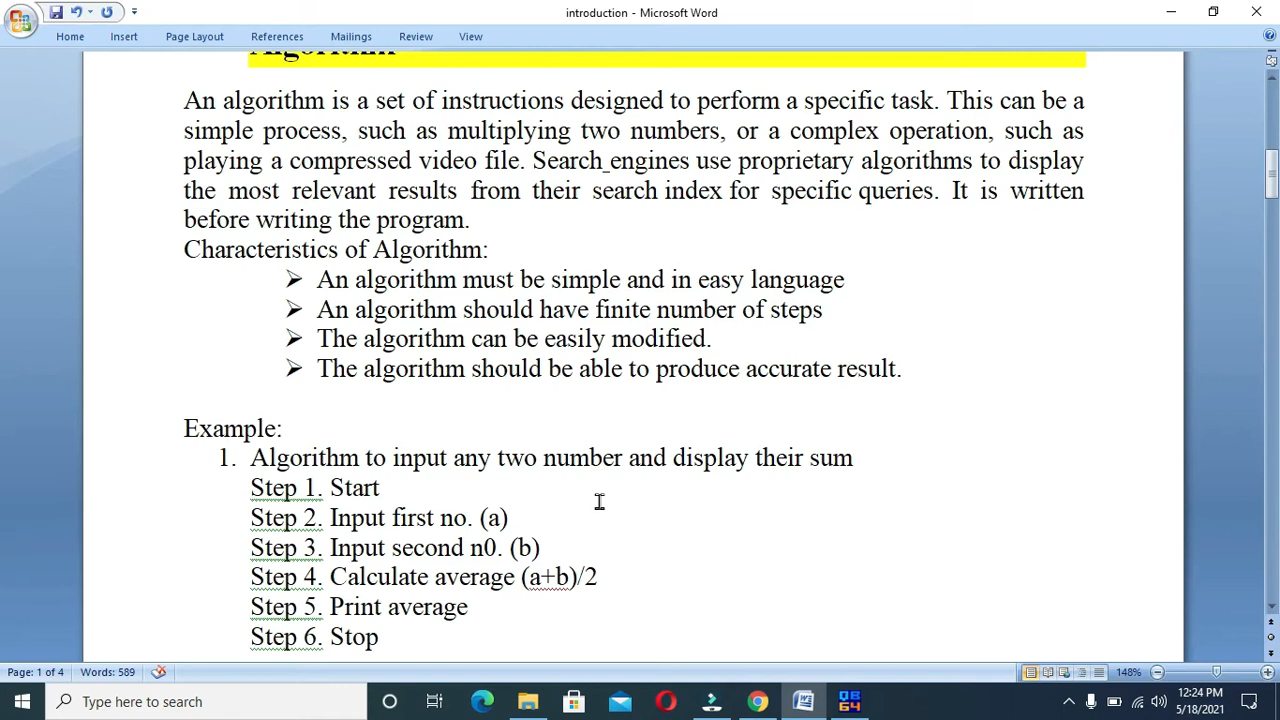 introduction - Microsoft Word
Home Insert Page Layout References Mailings Review View
Algorithm
An algorithm is a set of instructions designed to perform a specific task. This can be a
simple process, such as multiplying two numbers, or a complex operation, such as
playing a compressed video file. Search engines use proprietary algorithms to display
the most relevant results from their search index for specific queries. It is written
before writing the program.
Characteristics of Algorithm:
➢ An algorithm must be simple and in easy language
➢ An algorithm should have finite number of steps
➢ The algorithm can be easily modified.
➢ The algorithm should be able to produce accurate result.
Example:
1. Algorithm to input any two number and display their sum
Step 1. Start
Step 2. Input first no. (a)
Step 3. Input second n0. (b)
Step 4. Calculate average (a+b)/2
Step 5. Print average
Step 6. Stop
Page: 1 of 4 Words: 589 148%
Type here to search
QB
64
12:24 PM
5/18/2021